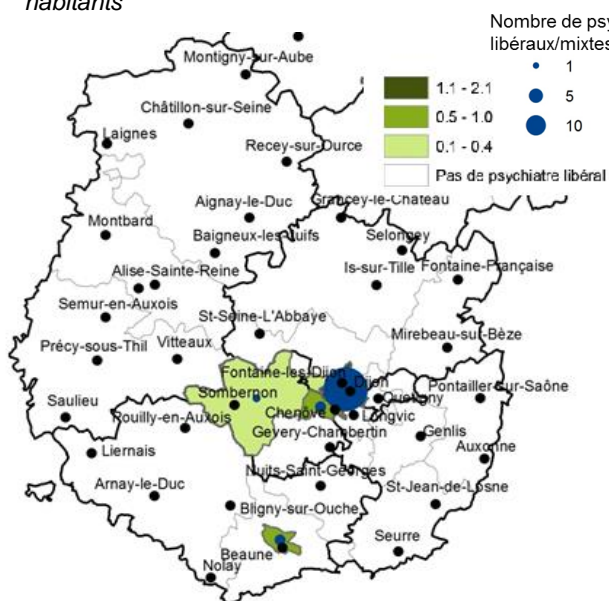 habitants
Nombre de psy
libéraux/mixtes
1
5
10
1.1 - 2.1
0.5 - 1.0
0.1 - 0.4
Pas de psychiatre libéral
Montigny-sur-Aube
Châtillon-sur-Seine
Laignes
Recey-sur-Ource
Aignay-le-Duc
Grancey-le-Château
Montbard
Baigneux-les-Juifs
Selongey
Alise-Sainte-Reine
Is-sur-Tille
Fontaine-Française
Semur-en-Auxois
St-Seine-L'Abbaye
Mirebeau-sur-Bèze
Précy-sous-Thil
Vitteaux
Fontaine-les-Dijon
Dijon
Pontailler-sur-Saône
Saulieu
Sombernon
Chenôve
Quetigny
Longvic
Pouilly-en-Auxois
Gevery-Chambertin
Genlis
Liernais
Auxonne
Nuits-Saint-Georges
Arnay-le-Duc
St-Jean-de-Losne
Bligny-sur-Ouche
Seurre
Beaune
Nolay